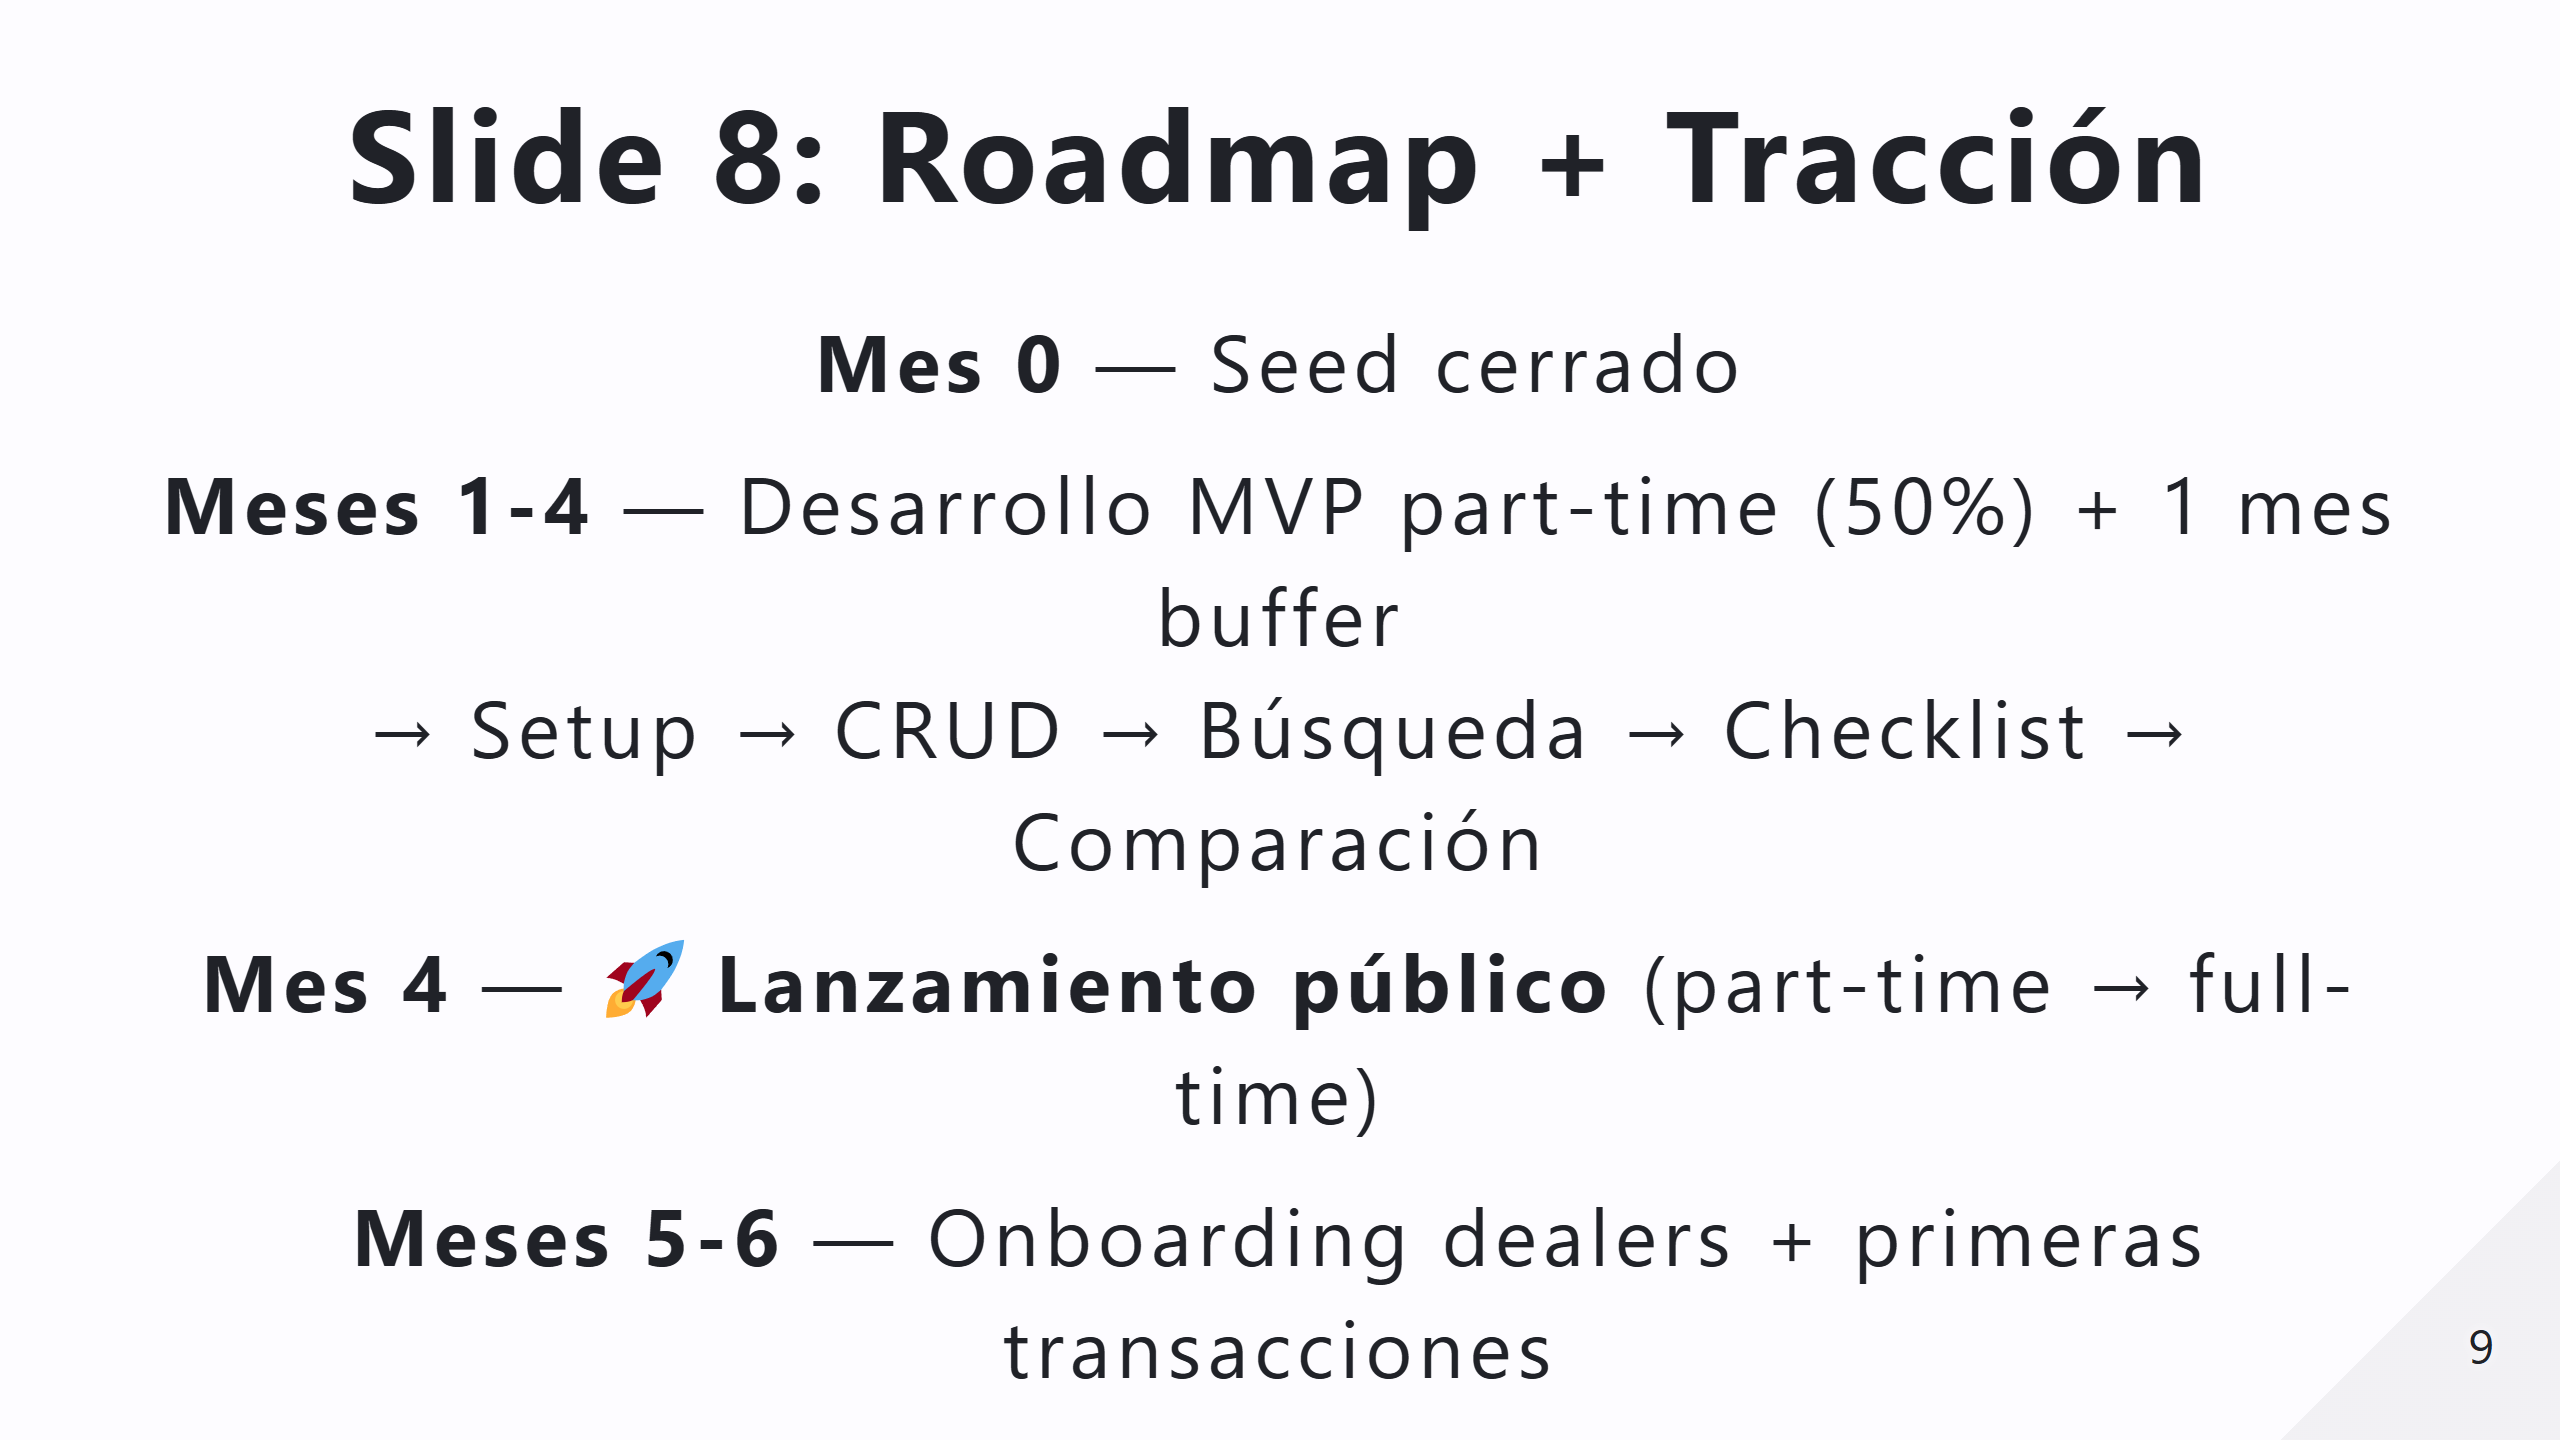 Slide 8: Roadmap + Tracción
Mes 0 — Seed cerrado
Meses 1-4 — Desarrollo MVP part-time (50%) + 1 mes
buffer
→ Setup → CRUD → Búsqueda → Checklist →
Comparación
Mes 4 — 🚀 Lanzamiento público (part-time → full-
time)
Meses 5-6 — Onboarding dealers + primeras
transacciones
9